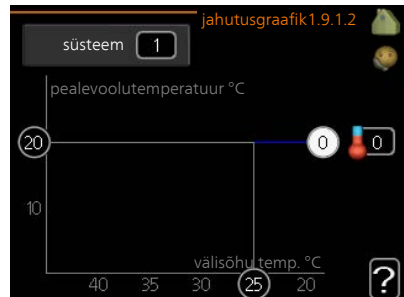 jahutusgraafik1.9.1.2
süsteem 1
pealevoolutemperatuur °C
20
0
0
10
välisõhu temp. °C
40 35 30 25 20
?